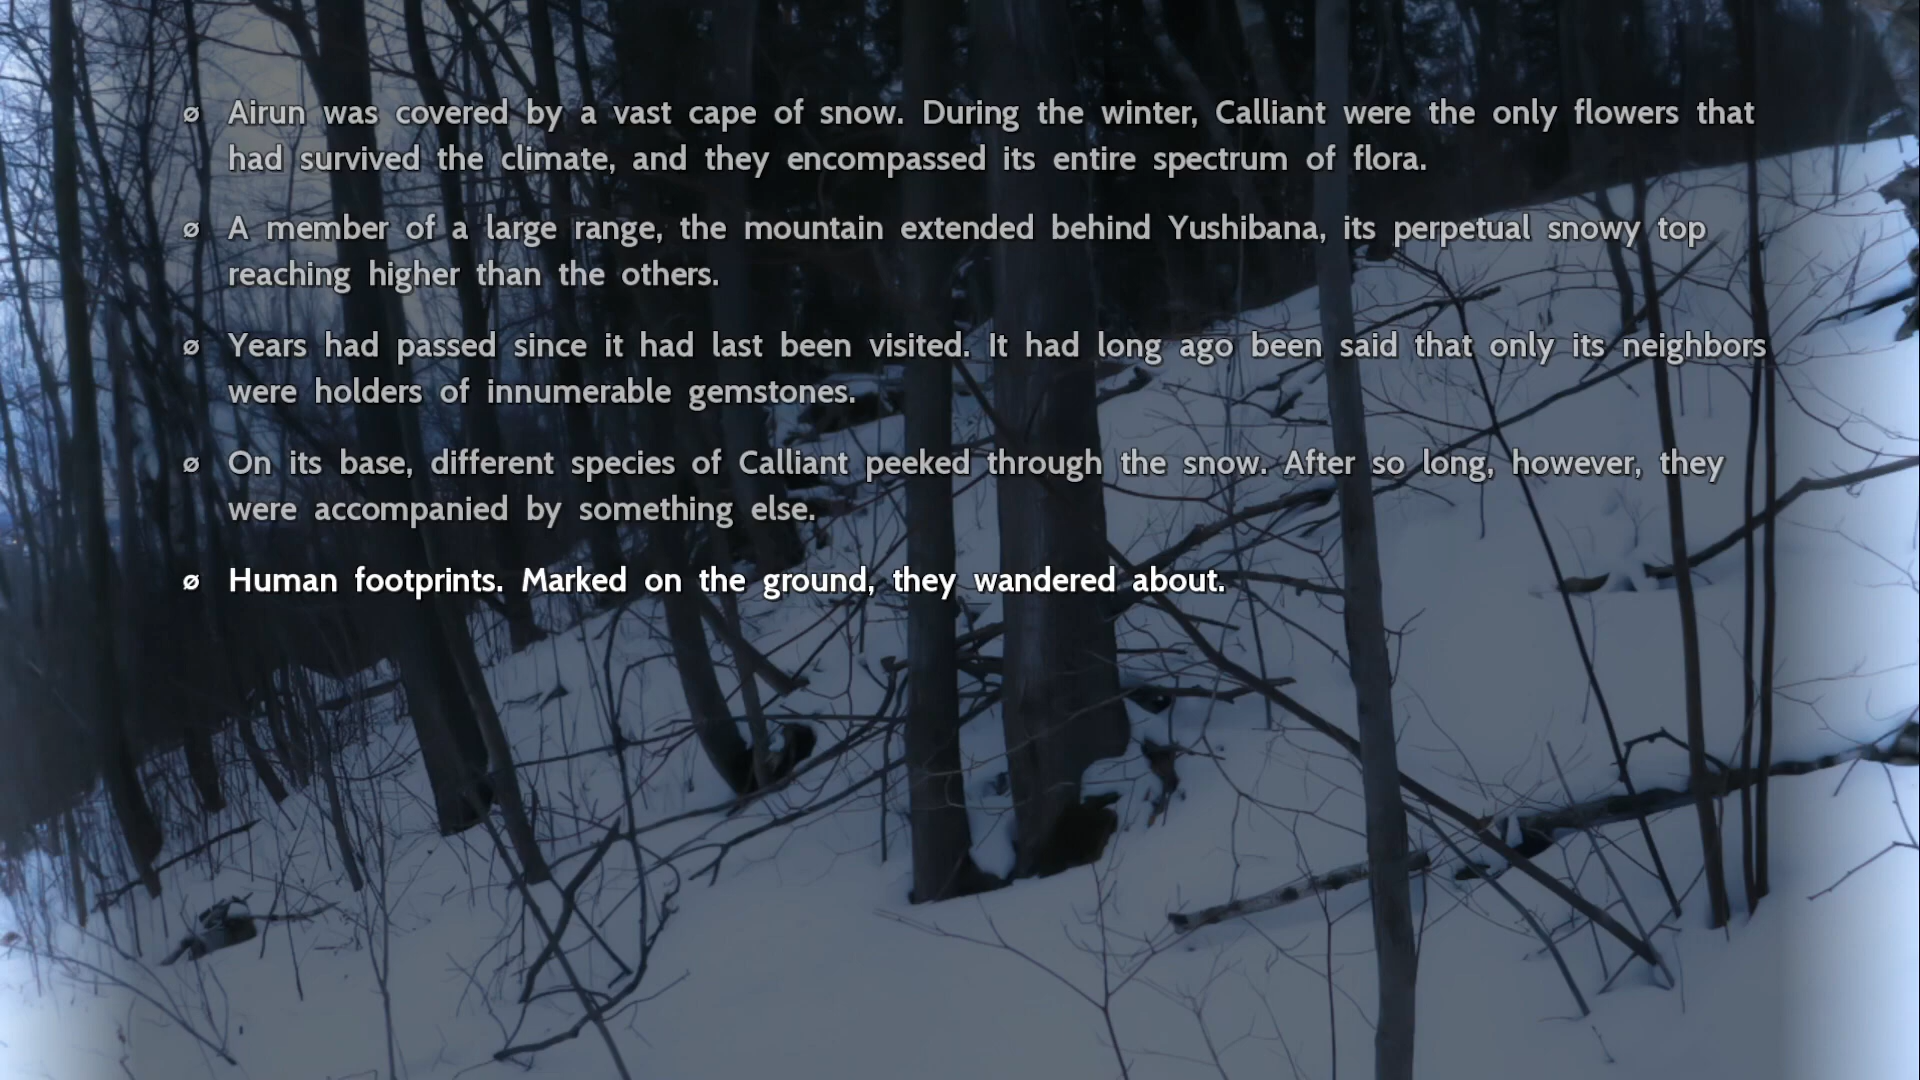 ø Airun was covered by a vast cape of snow. During the winter, Calliant were the only flowers that
had survived the climate, and they encompassed its entire spectrum of flora.
ø A member of a large range, the mountain extended behind Yushibana, its perpetual snowy top
reaching higher than the others.
ø Years had passed since it had last been visited. It had long ago been said that only its neighbors
were holders of innumerable gemstones.
ø On its base, different species of Calliant peeked through the snow. After so long, however, they
were accompanied by something else.
ø Human footprints. Marked on the ground, they wandered about.